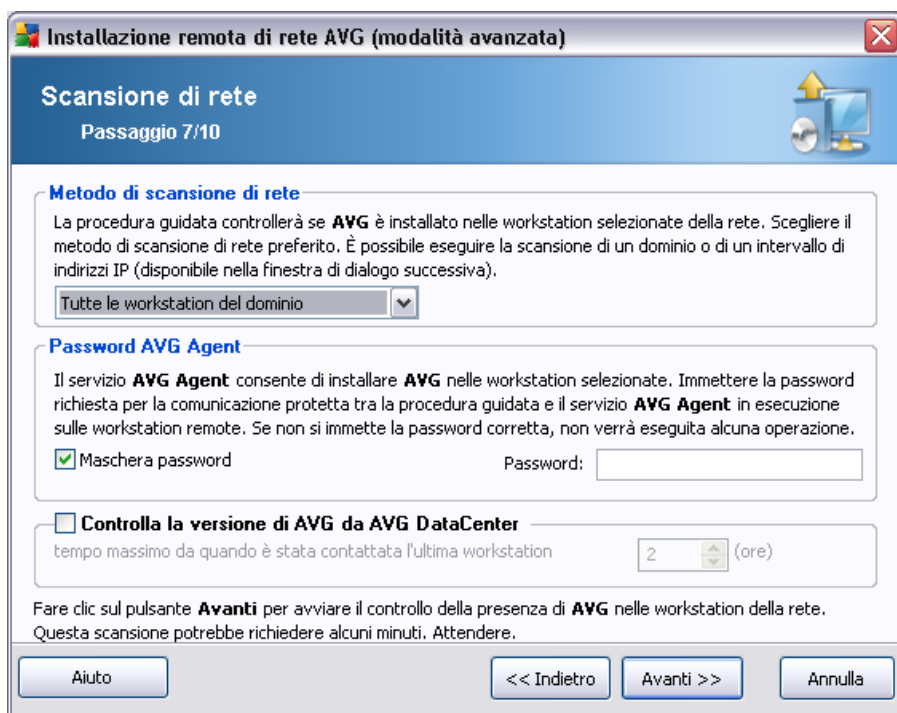 Installazione remota di rete AVG (modalità avanzata)
Scansione di rete
Passaggio 7/10
Metodo di scansione di rete
La procedura guidata controllerà se AVG è installato nelle workstation selezionate della rete. Scegliere il
metodo di scansione di rete preferito. È possibile eseguire la scansione di un dominio o di un intervallo di
indirizzi IP (disponibile nella finestra di dialogo successiva).
Tutte le workstation del dominio
Password AVG Agent
Il servizio AVG Agent consente di installare AVG nelle workstation selezionate. Immettere la password
richiesta per la comunicazione protetta tra la procedura guidata e il servizio AVG Agent in esecuzione
sulle workstation remote. Se non si immette la password corretta, non verrà eseguita alcuna operazione.
Maschera password
Password:
Controlla la versione di AVG da AVG DataCenter
tempo massimo da quando è stata contattata l'ultima workstation
2
(ore)
Fare clic sul pulsante Avanti per avviare il controllo della presenza di AVG nelle workstation della rete.
Questa scansione potrebbe richiedere alcuni minuti. Attendere.
Aiuto
<< Indietro
Avanti >>
Annulla